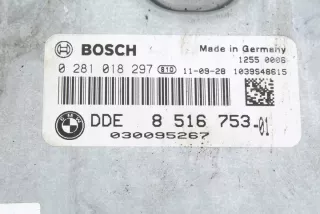 BOSCH Made in Germany
1255 0006
0 281 018 297 810 11-09-28 1039S48615
DDE 8 516 753-01
030095267